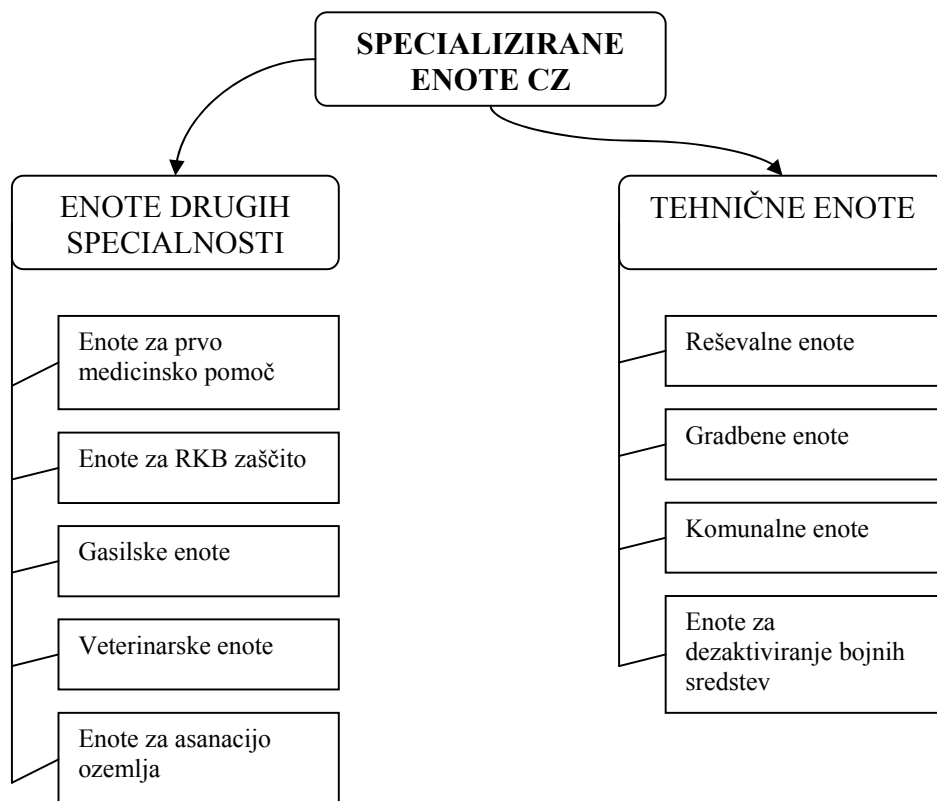 SPECIALIZIRANE
ENOTE CZ
ENOTE DRUGIH
SPECIALNOSTI
Enote za prvo
medicinsko pomoč
Enote za RKB zaščito
Gasilske enote
Veterinarske enote
Enote za asanacijo
ozemlja
TEHNIČNE ENOTE
Reševalne enote
Gradbene enote
Komunalne enote
Enote za
dezaktiviranje bojnih
sredstev